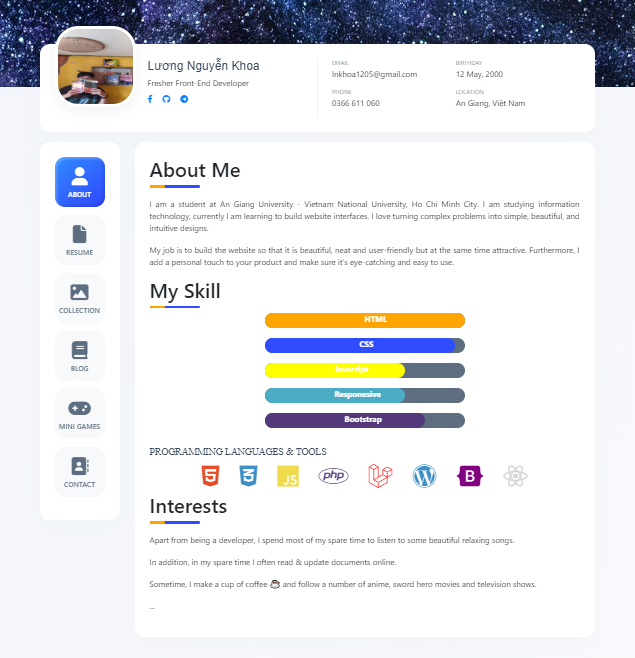 Lương Nguyễn Khoa
Fresher Front-End Developer
EMAIL
lnkhoa1205@gmail.com
BIRTHDAY
12 May, 2000
PHONE
0366 611 060
LOCATION
An Giang, Việt Nam
ABOUT
RESUME
COLLECTION
BLOG
MINI GAMES
CONTACT
About Me
I am a student at An Giang University - Vietnam National University, Ho Chi Minh City. I am studying information
technology, currently I am learning to build website interfaces. I love turning complex problems into simple, beautiful, and
intuitive designs.
My job is to build the website so that it is beautiful, neat and user-friendly but at the same time attractive. Furthermore, I
add a personal touch to your product and make sure it's eye-catching and easy to use.
My Skill
HTML
CSS
Javacript
Responesive
Bootstrap
PROGRAMMING LANGUAGES & TOOLS
5
3
JS
php
W
B
Interests
Apart from being a developer, I spend most of my spare time to listen to some beautiful relaxing songs.
In addition, in my spare time I often read & update documents online.
Sometime, I make a cup of coffee ☕ and follow a number of anime, sword hero movies and television shows.
...